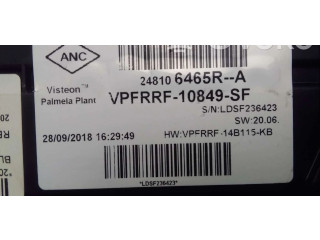 ANC
Visteon
Palmela Plant
24810 6465R--A
VPFRRF-10849-SF
S/N:LDSF236423
SW:20.06.
28/09/2018 16:29:49
HW:VPFRRF-14B115-KB
*LDSF236423*